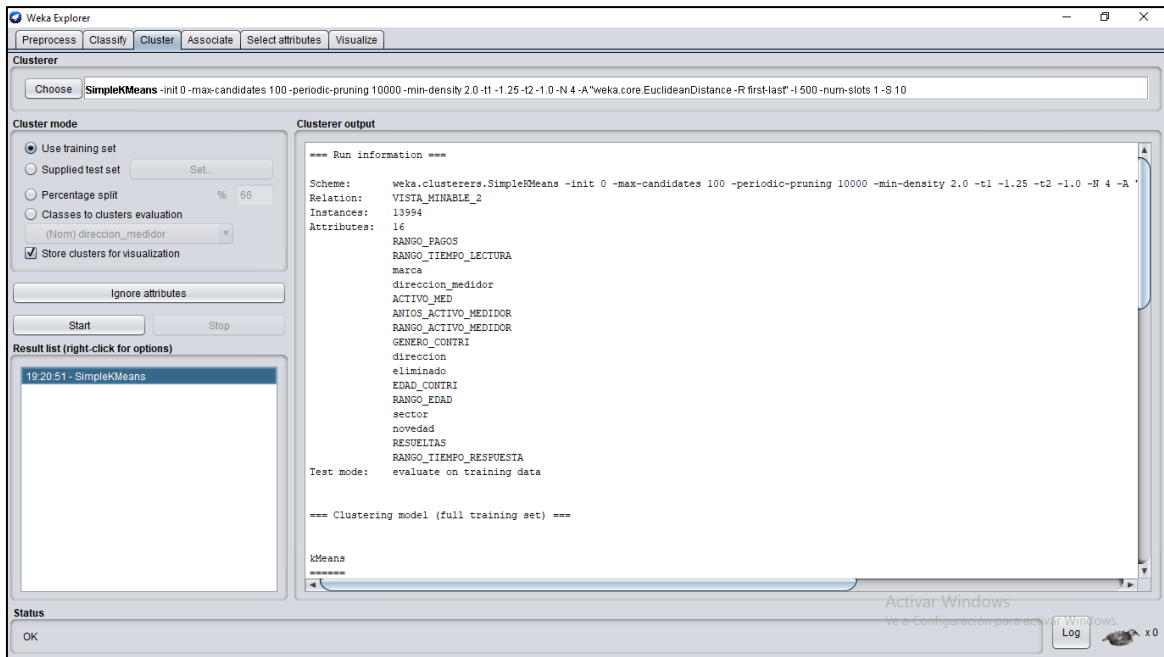 Weka Explorer
Preprocess Classify Cluster Associate Select attributes Visualize
Clusterer
Choose SimpleKMeans -init 0 -max-candidates 100 -periodic-pruning 10000 -min-density 2.0 -t1 -1.25 -t2 -1.0 -N 4 -A "weka.core.EuclideanDistance -R first-last" -I 500 -num-slots 1 -S 10
Cluster mode
Use training set
Supplied test set Set...
Percentage split % 66
Classes to clusters evaluation
(Nom) direccion_medidor
Store clusters for visualization
Ignore attributes
Start Stop
Result list (right-click for options)
19:20:51 - SimpleKMeans
Clusterer output
=== Run information ===
Scheme: weka.clusterers.SimpleKMeans -init 0 -max-candidates 100 -periodic-pruning 10000 -min-density 2.0 -t1 -1.25 -t2 -1.0 -N 4 -A "
Relation: VISTA_MINABLE_2
Instances: 13994
Attributes: 16
RANGO_PAGOS
RANGO_TIEMPO_LECTURA
marca
direccion_medidor
ACTIVO_MED
ANIOS_ACTIVO_MEDIDOR
RANGO_ACTIVO_MEDIDOR
GENERO_CONTRI
direccion
eliminado
EDAD_CONTRI
RANGO_EDAD
sector
novedad
RESUELTAS
RANGO_TIEMPO_RESPUESTA
Test mode: evaluate on training data
=== Clustering model (full training set) ===
kMeans
======
Activar Windows
Ve a Configuración para activar Windows.
Status
OK
Log x 0